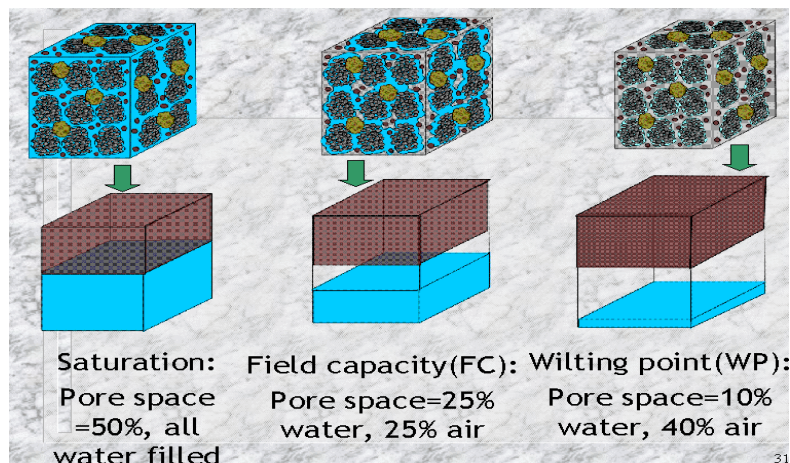 Saturation:
Pore space
=50%, all
water filled
Field capacity(FC):
Pore space=25%
water, 25% air
Wilting point(WP):
Pore space=10%
water, 40% air
31